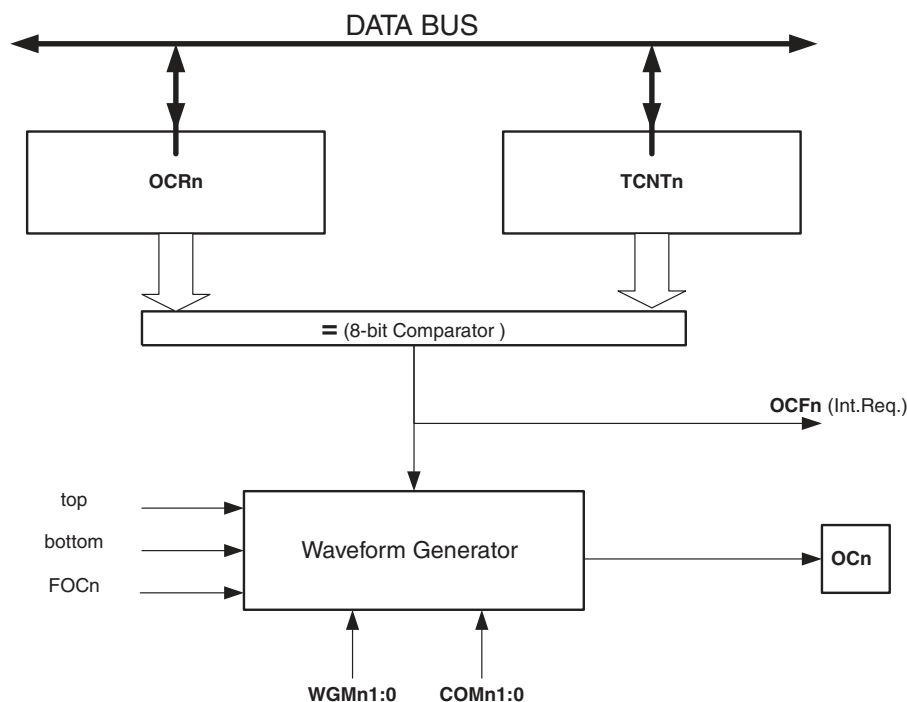 DATA BUS
OCRn
TCNTn
= (8-bit Comparator )
OCFn (Int.Req.)
top
bottom
FOCn
Waveform Generator
OCn
WGMn1:0
COMn1:0